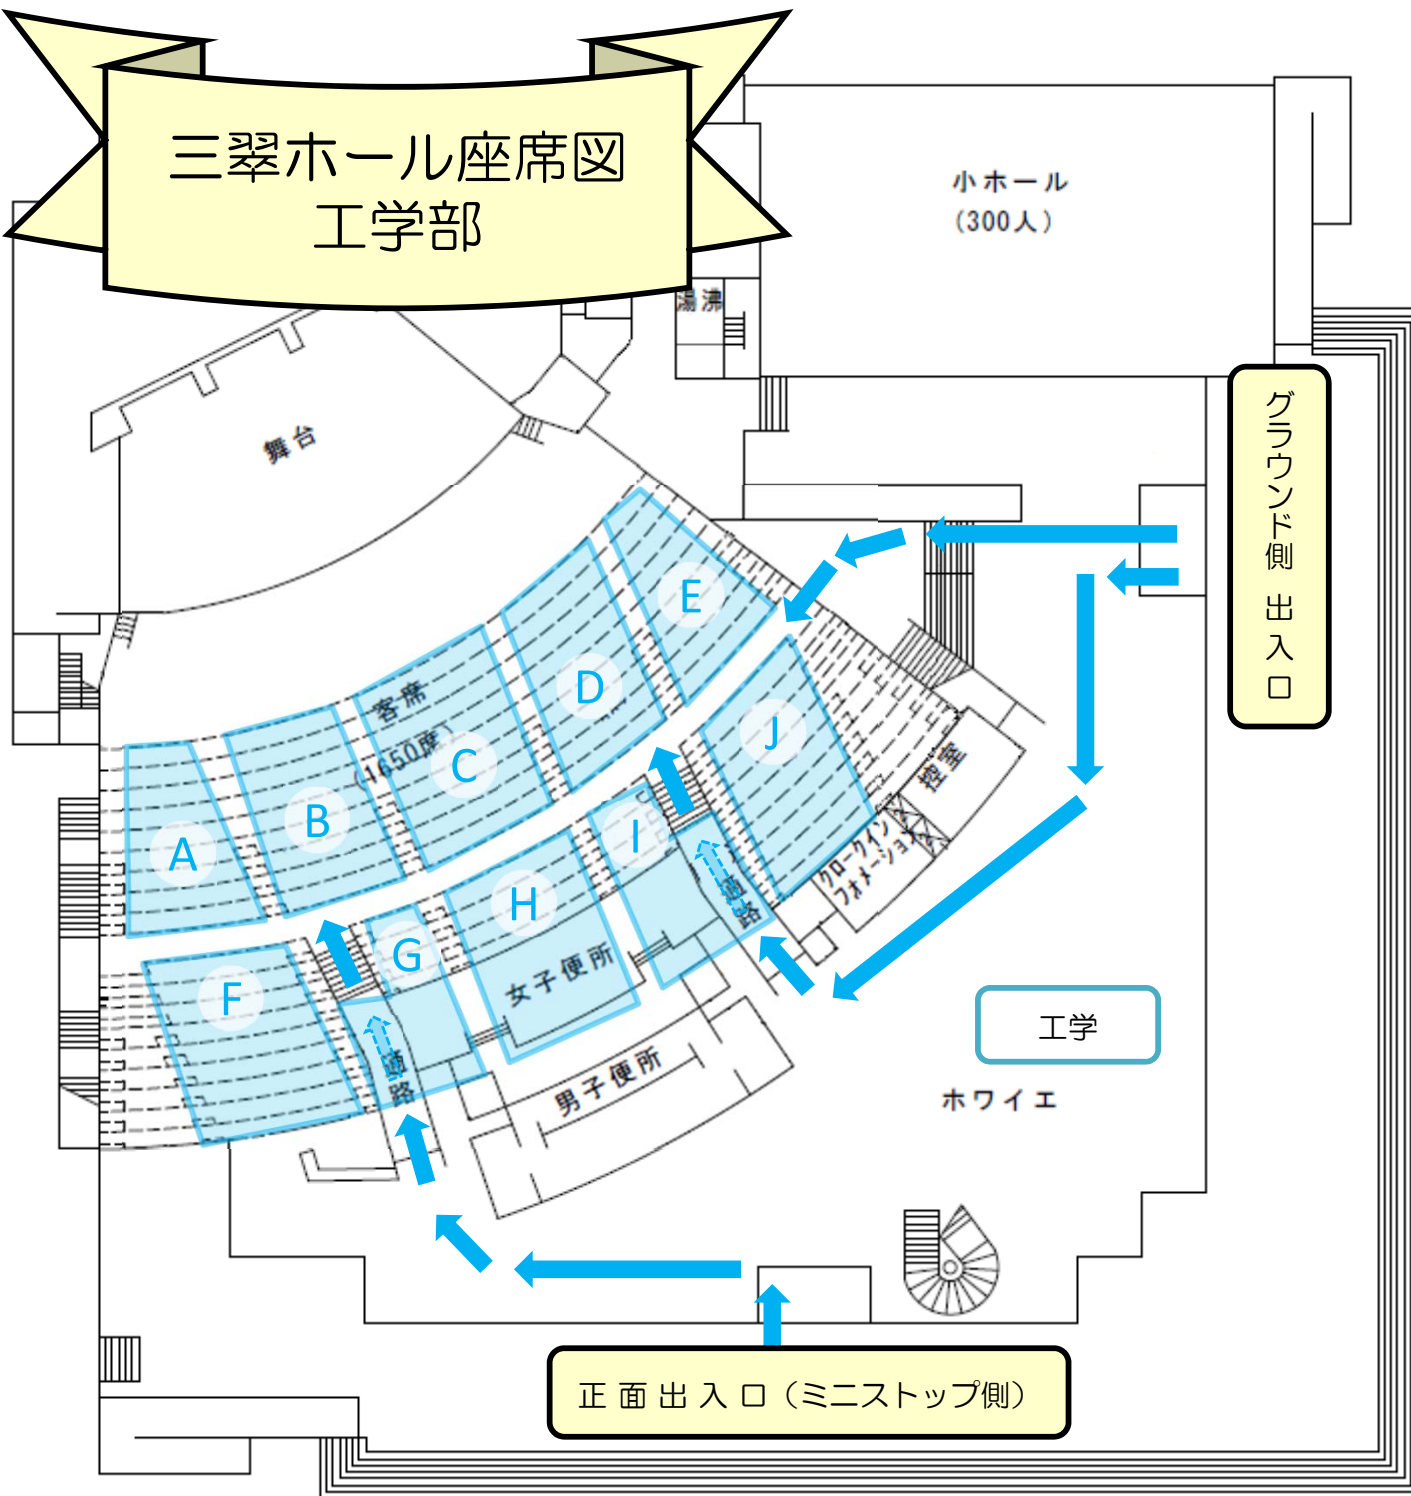 三翠ホール座席図
工学部
小ホール
(300人)
舞台
グラウンド側 出入口
客席
(1650席)
A
B
C
D
E
F
G
H
I
J
控室
クロークイン
フォメーション
通路
通路
女子便所
男子便所
工学
ホワイエ
正面出入口（ミニストップ側）